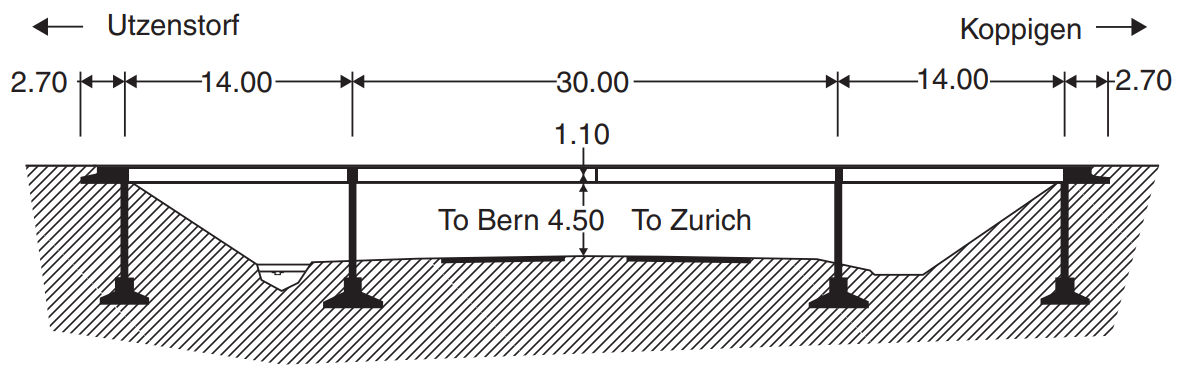 Utzenstorf
Koppigen
2.70 14.00 30.00 14.00 2.70
1.10
To Bern 4.50 To Zurich